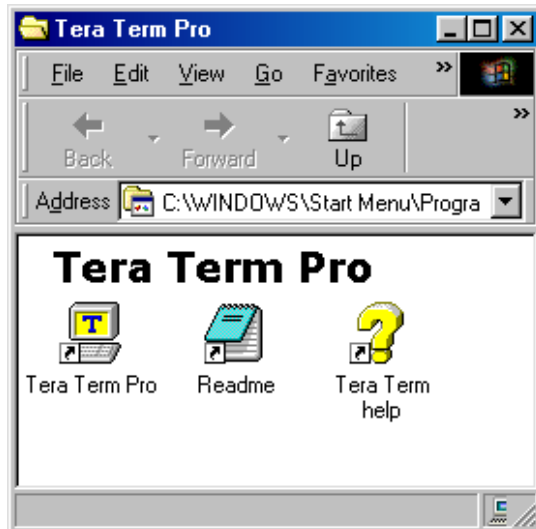 Tera Term Pro
File Edit View Go Favorites »
Back Forward Up »
Address C:\WINDOWS\Start Menu\Progra
Tera Term Pro
T
Tera Term Pro Readme Tera Term
help